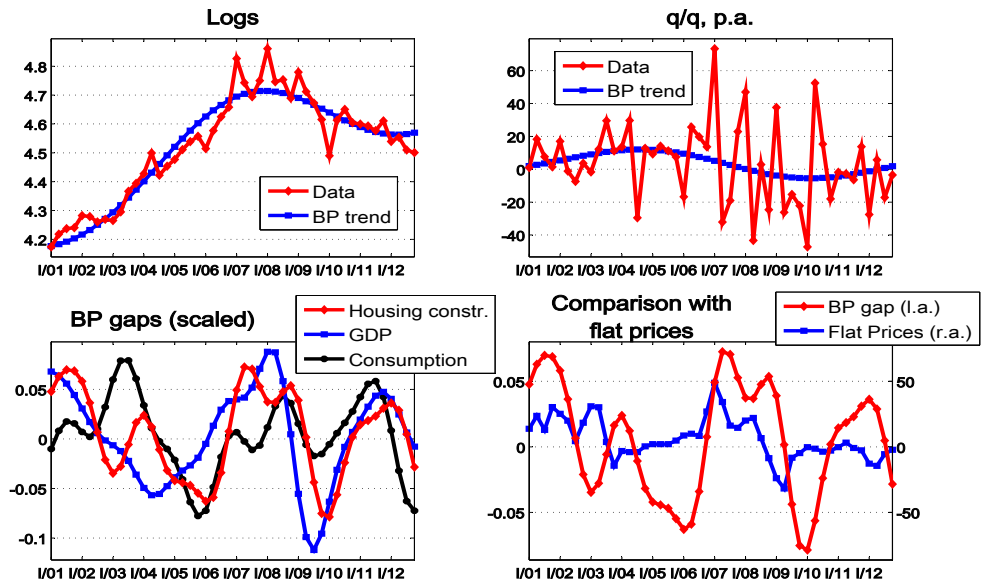 Logs
4.8
4.7
4.6
4.5
4.4
4.3
4.2
Data
BP trend
I/01 I/02 I/03 I/04 I/05 I/06 I/07 I/08 I/09 I/10 I/11 I/12
q/q, p.a.
60
40
20
0
-20
-40
Data
BP trend
I/01 I/02 I/03 I/04 I/05 I/06 I/07 I/08 I/09 I/10 I/11 I/12
BP gaps (scaled)
Housing constr.
GDP
Consumption
0.05
0
-0.05
-0.1
I/01 I/02 I/03 I/04 I/05 I/06 I/07 I/08 I/09 I/10 I/11 I/12
Comparison with
flat prices
BP gap (l.a.)
Flat Prices (r.a.)
0.05
0
-0.05
50
0
-50
I/01 I/02 I/03 I/04 I/05 I/06 I/07 I/08 I/09 I/10 I/11 I/12